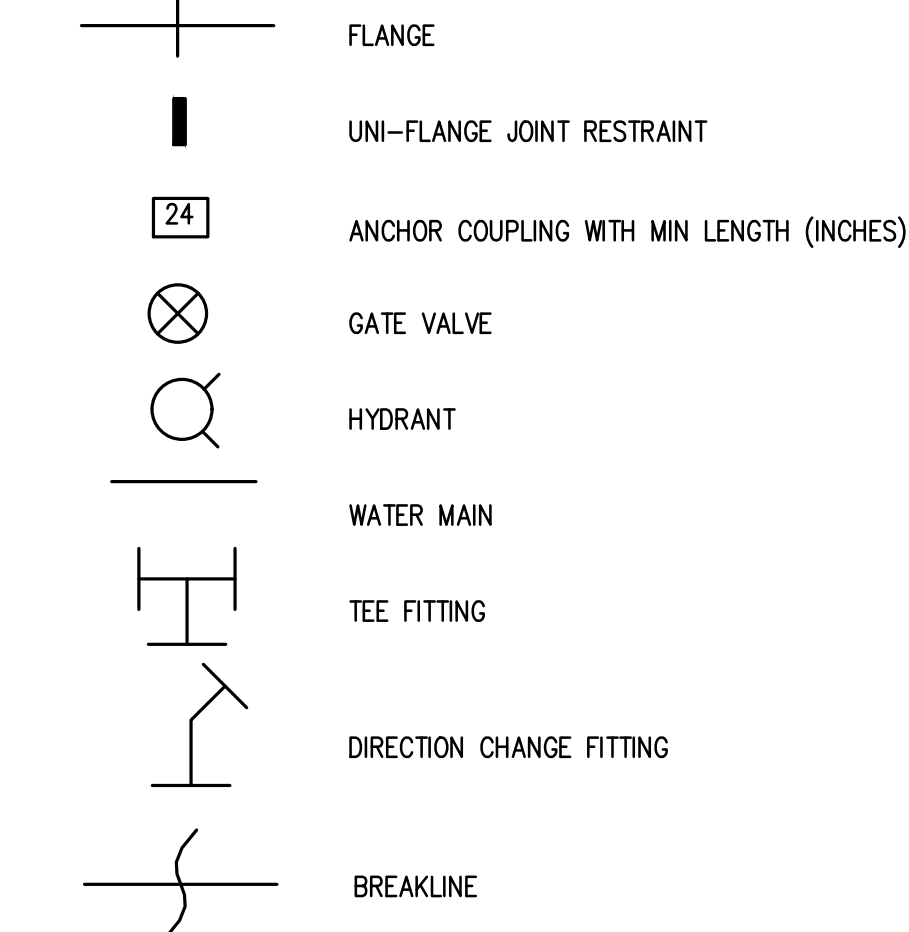 FLANGE
UNI-FLANGE JOINT RESTRAINT
24
ANCHOR COUPLING WITH MIN LENGTH (INCHES)
GATE VALVE
HYDRANT
WATER MAIN
TEE FITTING
DIRECTION CHANGE FITTING
BREAKLINE